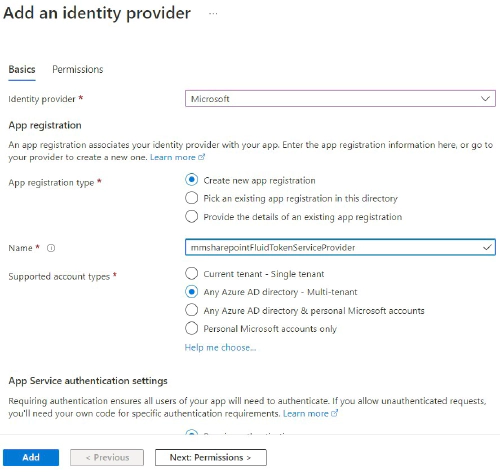 Add an identity provider ...
Basics Permissions
Identity provider * Microsoft
App registration
An app registration associates your identity provider with your app. Enter the app registration information here, or go to
your provider to create a new one. Learn more
App registration type * Create new app registration
Pick an existing app registration in this directory
Provide the details of an existing app registration
Name * mmsharepointFluidTokenServiceProvider
Supported account types * Current tenant - Single tenant
Any Azure AD directory - Multi-tenant
Any Azure AD directory & personal Microsoft accounts
Personal Microsoft accounts only
Help me choose...
App Service authentication settings
Requiring authentication ensures all users of your app will need to authenticate. If you allow unauthenticated requests,
you'll need your own code for specific authentication requirements. Learn more
Add < Previous Next: Permissions >